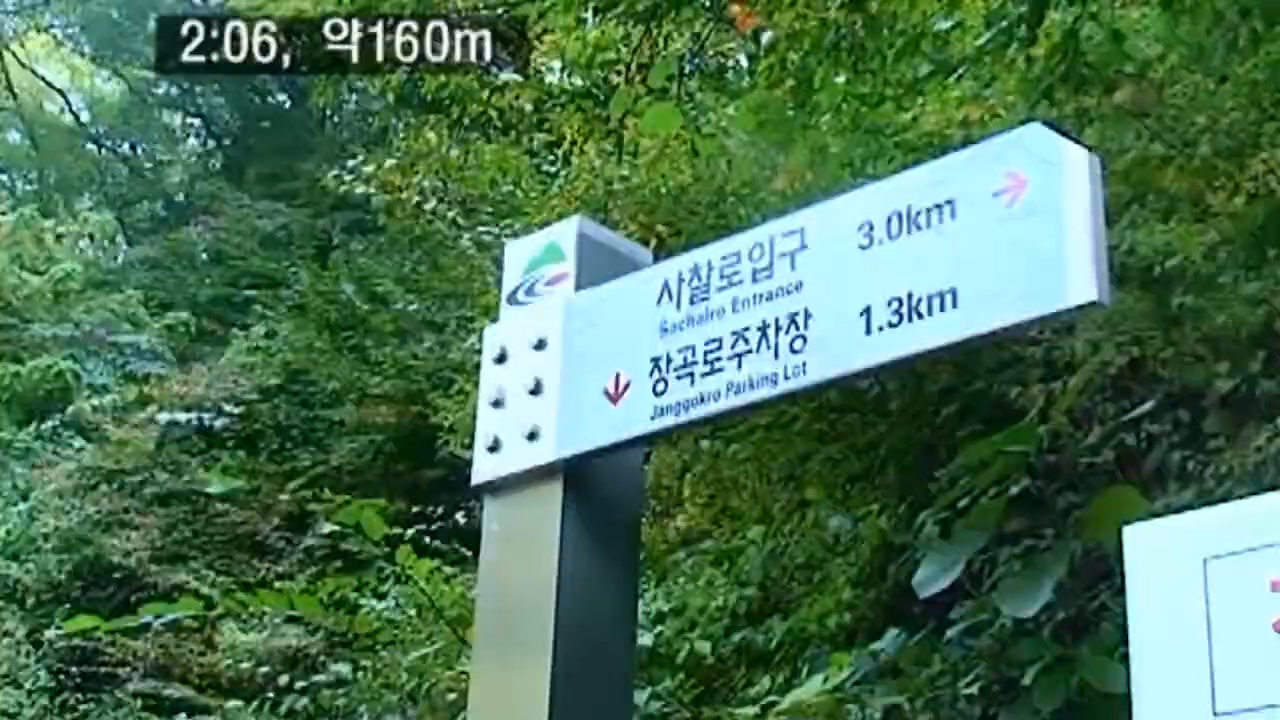 2:06, 약160m
사찰로입구 3.0km →
Sachalro Entrance
↓ 장곡로주차장 1.3km
Janggokro Parking Lot